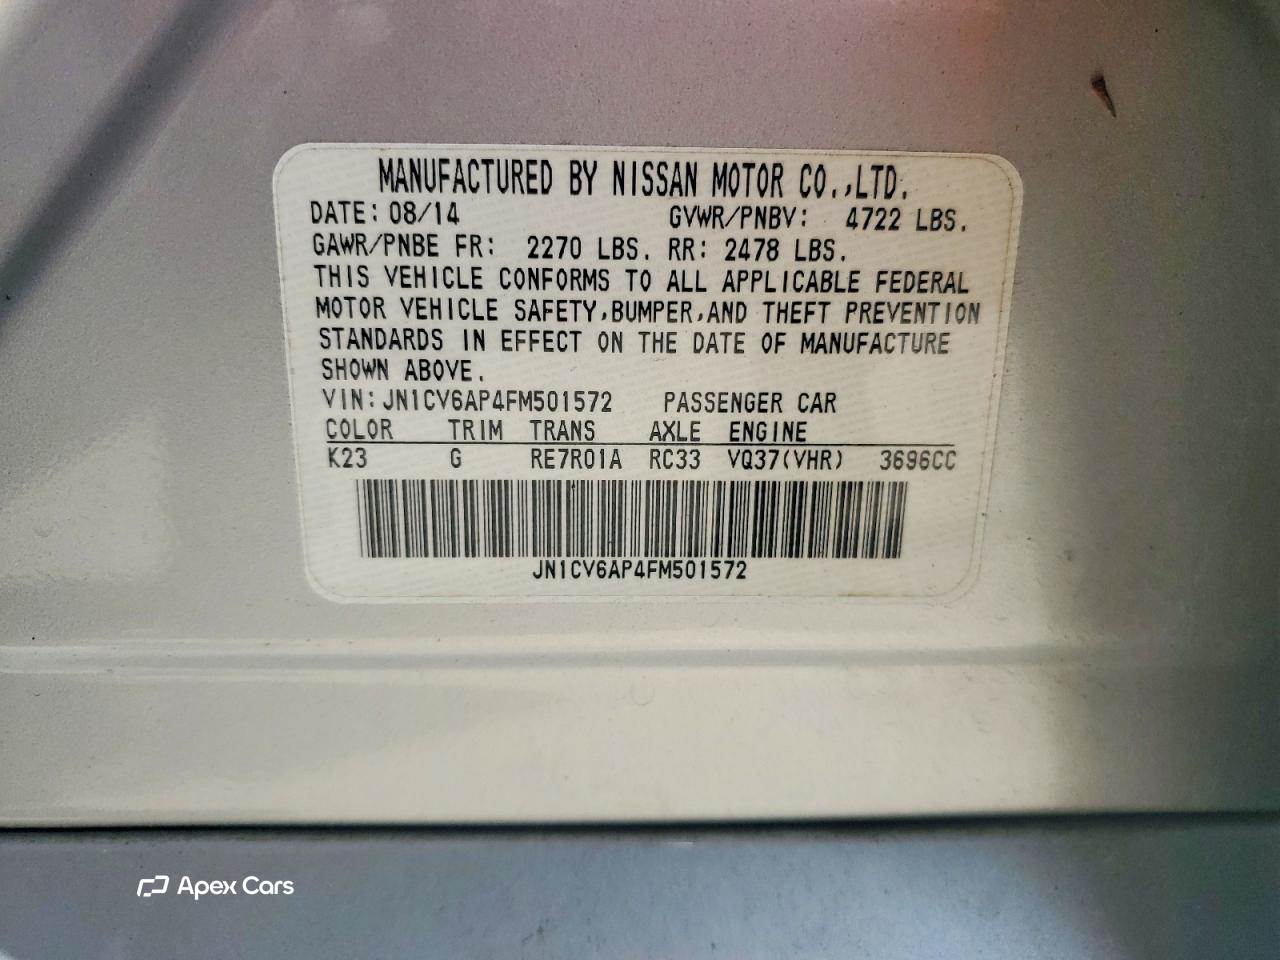 MANUFACTURED BY NISSAN MOTOR CO.,LTD.
DATE: 08/14 GVWR/PNBV: 4722 LBS.
GAWR/PNBE FR: 2270 LBS. RR: 2478 LBS.
THIS VEHICLE CONFORMS TO ALL APPLICABLE FEDERAL
MOTOR VEHICLE SAFETY,BUMPER,AND THEFT PREVENTION
STANDARDS IN EFFECT ON THE DATE OF MANUFACTURE
SHOWN ABOVE.
VIN: JN1CV6AP4FM501572 PASSENGER CAR
COLOR TRIM TRANS AXLE ENGINE
K23 G RE7R01A RC33 VQ37(VHR) 3696CC
JN1CV6AP4FM501572
Apex Cars